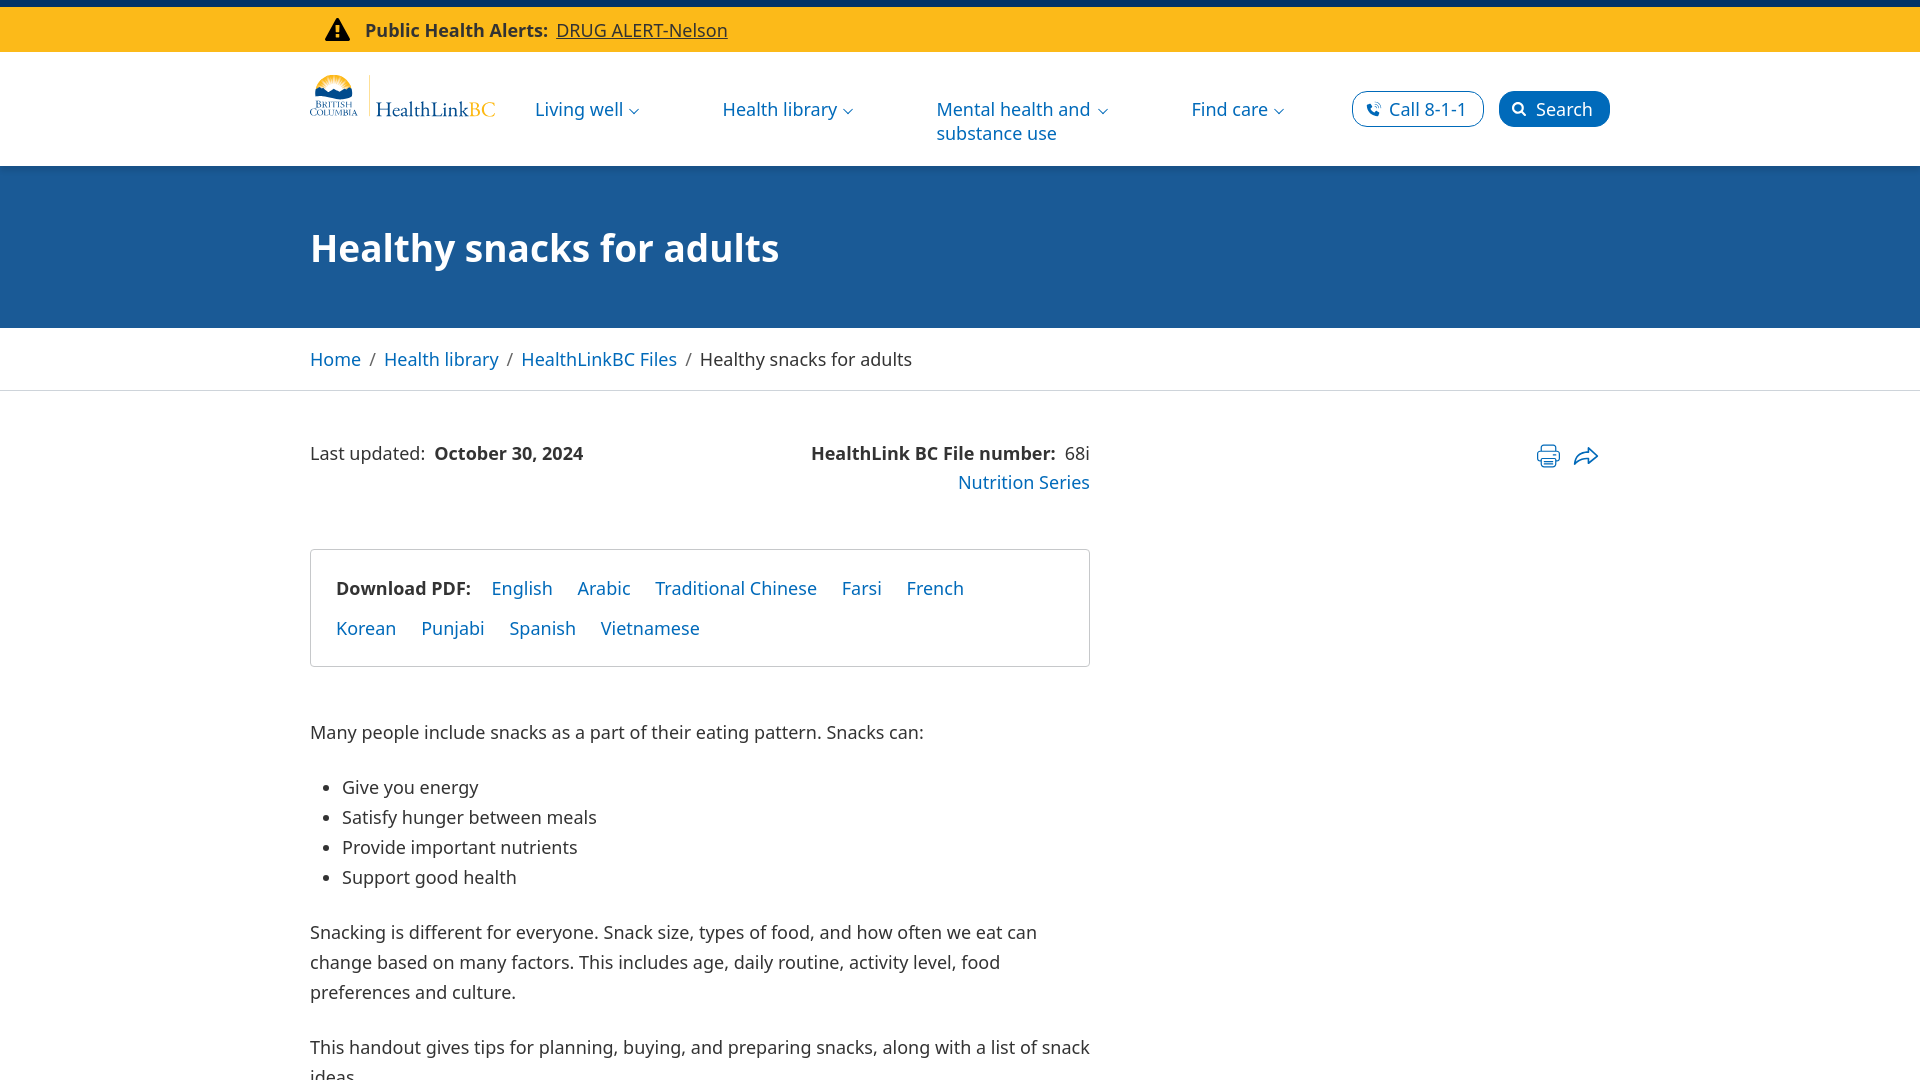 Public Health Alerts: DRUG ALERT-Nelson
BRITISH COLUMBIA
HealthLinkBC
Living well
Health library
Mental health and substance use
Find care
Call 8-1-1
Search
Healthy snacks for adults
Home / Health library / HealthLinkBC Files / Healthy snacks for adults
Last updated: October 30, 2024
HealthLink BC File number: 68i
Nutrition Series
Download PDF: English Arabic Traditional Chinese Farsi French
Korean Punjabi Spanish Vietnamese
Many people include snacks as a part of their eating pattern. Snacks can:
• Give you energy
• Satisfy hunger between meals
• Provide important nutrients
• Support good health
Snacking is different for everyone. Snack size, types of food, and how often we eat can
change based on many factors. This includes age, daily routine, activity level, food
preferences and culture.
This handout gives tips for planning, buying, and preparing snacks, along with a list of snack
ideas.